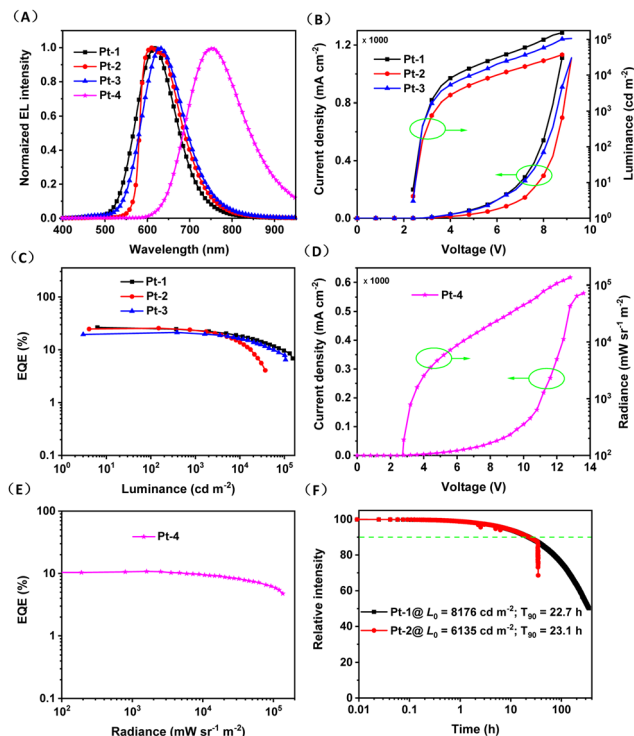 (A)
Normaized EL intensity
1.0
0.8
0.6
0.4
0.2
0.0
400 500 600 700 800 900
Wavelength (nm)
Pt-1
Pt-2
Pt-3
Pt-4
(B)
x 1000
Current density (mA cm-2)
1.2
0.9
0.6
0.3
0.0
0 2 4 6 8 10
Voltage (V)
Pt-1
Pt-2
Pt-3
10^5
10^4
10^3
10^2
10^1
10^0
Luminance (cd m-2)
(C)
EQE (%)
100
10
1
0.1
10^0 10^1 10^2 10^3 10^4 10^5
Luminance (cd m-2)
Pt-1
Pt-2
Pt-3
(D)
x 1000
Current density (mA cm-2)
0.6
0.5
0.4
0.3
0.2
0.1
0.0
0 2 4 6 8 10 12 14
Voltage (V)
Pt-4
10^5
10^4
10^3
10^2
Radiance (mW sr-1 m-2)
(E)
EQE (%)
100
10
1
0.1
10^2 10^3 10^4 10^5
Radiance (mW sr-1 m-2)
Pt-4
(F)
Relative intensity
100
80
60
40
20
0
0.01 0.1 1 10 100
Time (h)
Pt-1@ L0 = 8176 cd m-2; T90 = 22.7 h
Pt-2@ L0 = 6135 cd m-2; T90 = 23.1 h